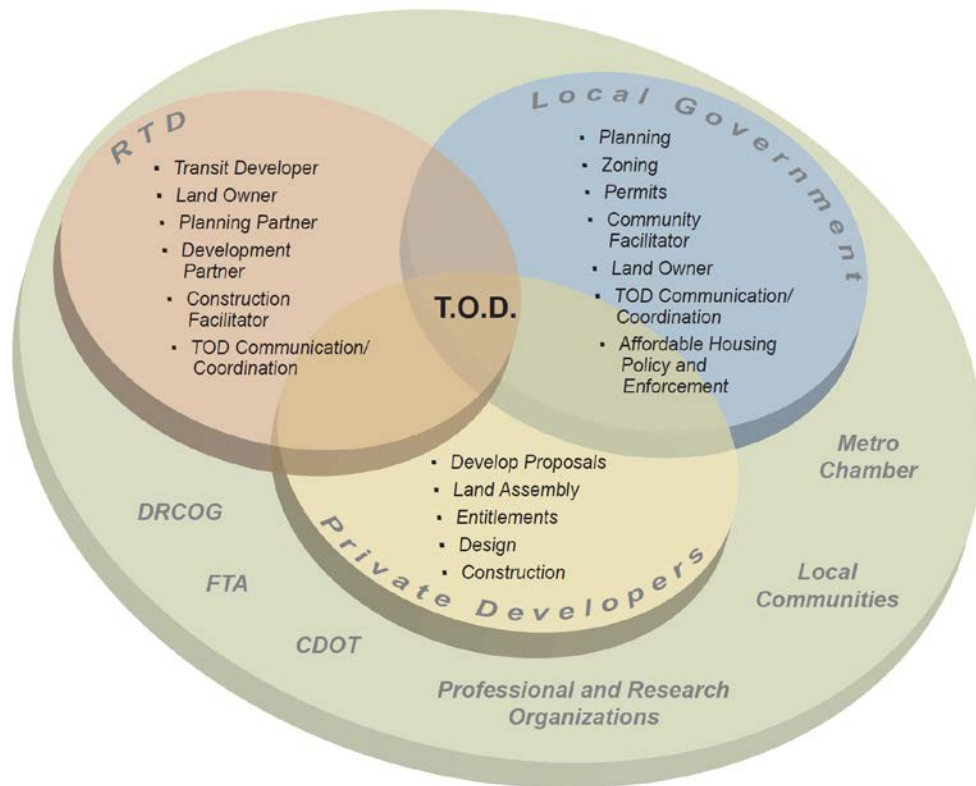 RTD
▪ Transit Developer
▪ Land Owner
▪ Planning Partner
▪ Development
Partner
▪ Construction
Facilitator
▪ TOD Communication/
Coordination
Local Government
▪ Planning
▪ Zoning
▪ Permits
▪ Community
Facilitator
▪ Land Owner
▪ TOD Communication/
Coordination
▪ Affordable Housing
Policy and
Enforcement
T.O.D.
▪ Develop Proposals
▪ Land Assembly
▪ Entitlements
▪ Design
▪ Construction
Private Developers
DRCOG
FTA
CDOT
Professional and Research
Organizations
Local
Communities
Metro
Chamber